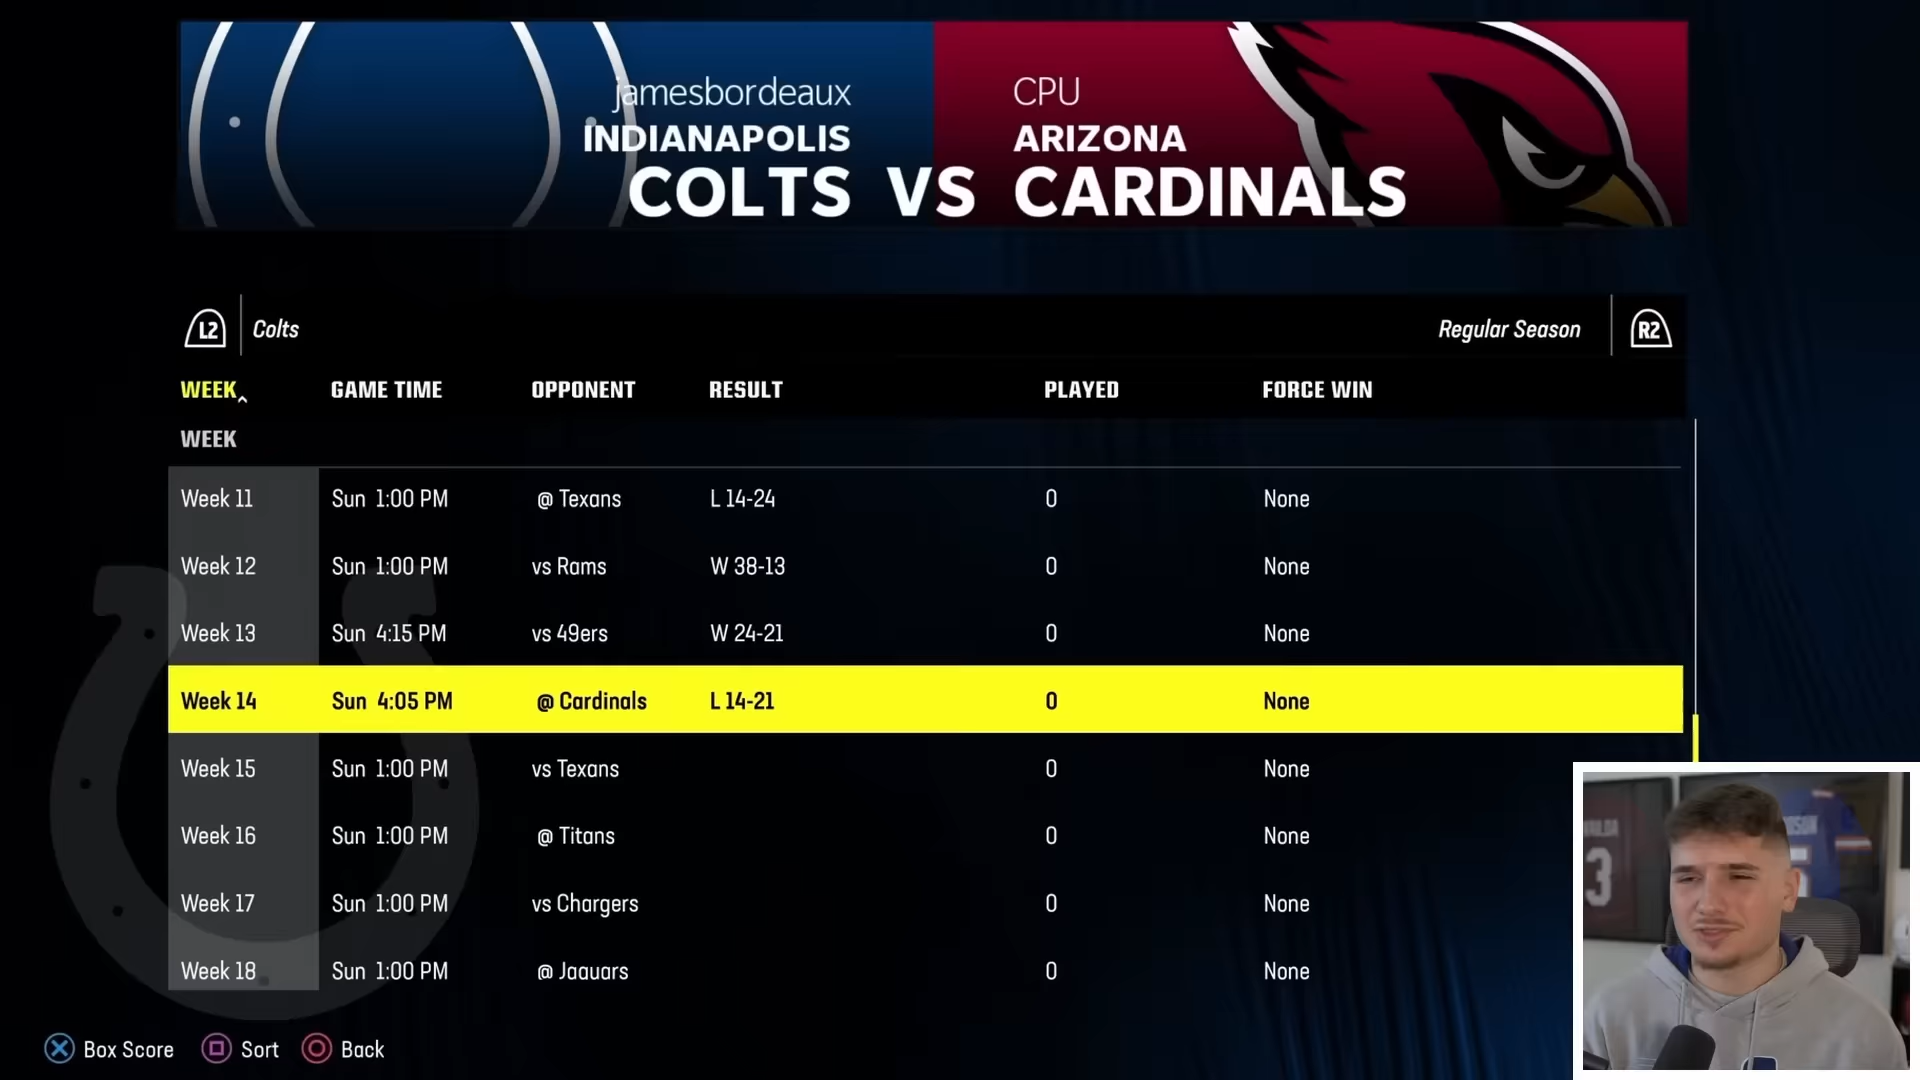 jamesbordeaux
INDIANAPOLIS
COLTS
VS
CPU
ARIZONA
CARDINALS
L2 Colts Regular Season R2
WEEK GAME TIME OPPONENT RESULT PLAYED FORCE WIN
WEEK
Week 11 Sun 1:00 PM @ Texans L 14-24 0 None
Week 12 Sun 1:00 PM vs Rams W 38-13 0 None
Week 13 Sun 4:15 PM vs 49ers W 24-21 0 None
Week 14 Sun 4:05 PM @ Cardinals L 14-21 0 None
Week 15 Sun 1:00 PM vs Texans 0 None
Week 16 Sun 1:00 PM @ Titans 0 None
Week 17 Sun 1:00 PM vs Chargers 0 None
Week 18 Sun 1:00 PM @ Jaguars 0 None
Box Score Sort Back
3